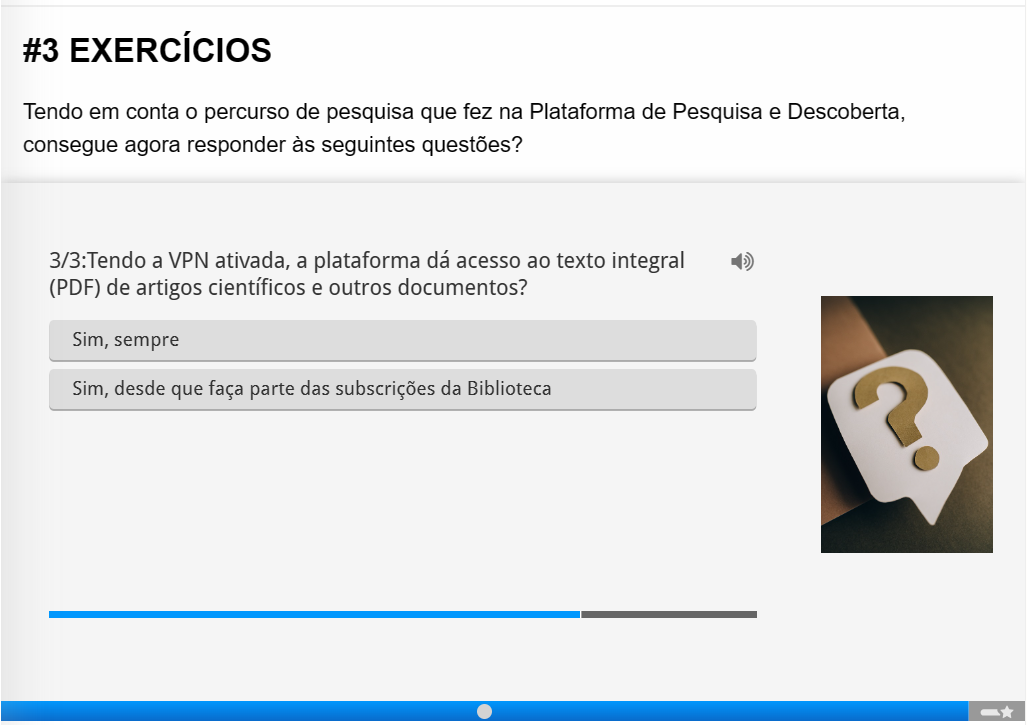 #3 EXERCÍCIOS
Tendo em conta o percurso de pesquisa que fez na Plataforma de Pesquisa e Descoberta,
consegue agora responder às seguintes questões?
3/3:Tendo a VPN ativada, a plataforma dá acesso ao texto integral
(PDF) de artigos científicos e outros documentos?
Sim, sempre
Sim, desde que faça parte das subscrições da Biblioteca
?